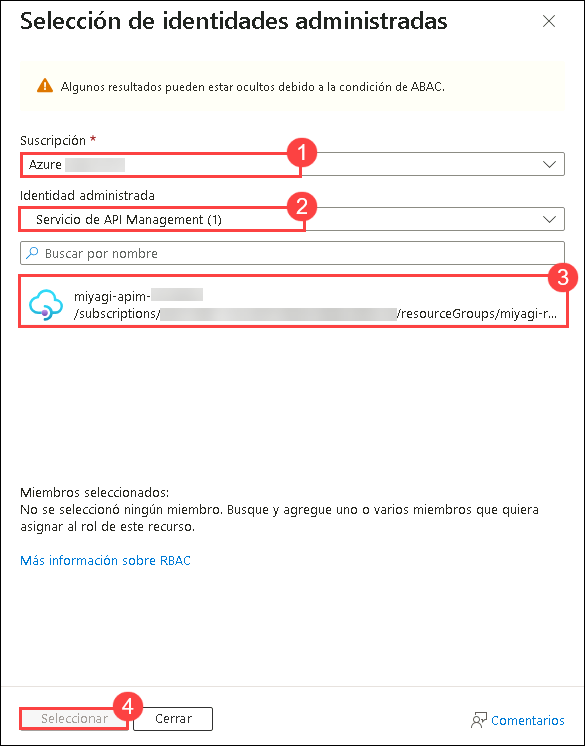 Selección de identidades administradas
Algunos resultados pueden estar ocultos debido a la condición de ABAC.
Suscripción *
1
Azure
Identidad administrada
2
Servicio de API Management (1)
Buscar por nombre
3
miyagi-apim-
/subscriptions/ /resourceGroups/miyagi-r...
Miembros seleccionados:
No se seleccionó ningún miembro. Busque y agregue uno o varios miembros que quiera
asignar al rol de este recurso.
Más información sobre RBAC
4
Seleccionar Cerrar Comentarios